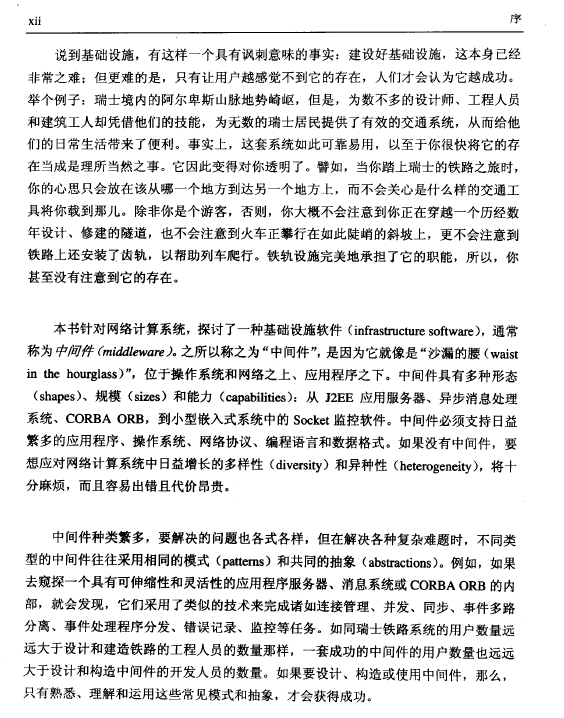 xii 序
说到基础设施，有这样一个具有讽刺意味的事实：建设好基础设施，这本身已经
非常之难；但更难的是，只有让用户越感觉不到它的存在，人们才会认为它越成功。
举个例子：瑞士境内的阿尔卑斯山脉地势崎岖，但是，为数不多的设计师、工程人员
和建筑工人却凭借他们的技能，为无数的瑞士居民提供了有效的交通系统，从而给他
们的日常生活带来了便利。事实上，这套系统如此可靠易用，以至于你很快将它的存
在当成是理所当然之事。它因此变得对你透明了。譬如，当你踏上瑞士的铁路之旅时，
你的心思只会放在该从哪一个地方到达另一个地方上，而不会关心是什么样的交通工
具将你载到那儿。除非你是个游客，否则，你大概不会注意到你正在穿越一个历经数
年设计、修建的隧道，也不会注意到火车正攀行在如此陡峭的斜坡上，更不会注意到
铁路上还安装了齿轨，以帮助列车爬行。铁轨设施完美地承担了它的职能，所以，你
甚至没有注意到它的存在。
本书针对网络计算系统，探讨了一种基础设施软件（infrastructure software），通常
称为中间件（middleware）。之所以称之为“中间件”，是因为它就像是“沙漏的腰（waist
in the hourglass）”，位于操作系统和网络之上、应用程序之下。中间件具有多种形态
（shapes）、规模（sizes）和能力（capabilities）：从 J2EE 应用服务器、异步消息处理
系统、CORBA ORB，到小型嵌入式系统中的 Socket 监控软件。中间件必须支持日益
繁多的应用程序、操作系统、网络协议、编程语言和数据格式。如果没有中间件，要
想应对网络计算系统中日益增长的多样性（diversity）和异种性（heterogeneity），将十
分麻烦，而且容易出错且代价昂贵。
中间件种类繁多，要解决的问题也各式各样，但在解决各种复杂难题时，不同类
型的中间件往往采用相同的模式（patterns）和共同的抽象（abstractions）。例如，如果
去窥探一个具有可伸缩性和灵活性的应用程序服务器、消息系统或 CORBA ORB 的内
部，就会发现，它们采用了类似的技术来完成诸如连接管理、并发、同步、事件多路
分离、事件处理程序分发、错误记录、监控等任务。如同瑞士铁路系统的用户数量远
远大于设计和建造铁路的工程人员的数量那样，一套成功的中间件的用户数量也远远
大于设计和构造中间件的开发人员的数量。如果要设计、构造或使用中间件，那么，
只有熟悉、理解和运用这些常见模式和抽象，才会获得成功。